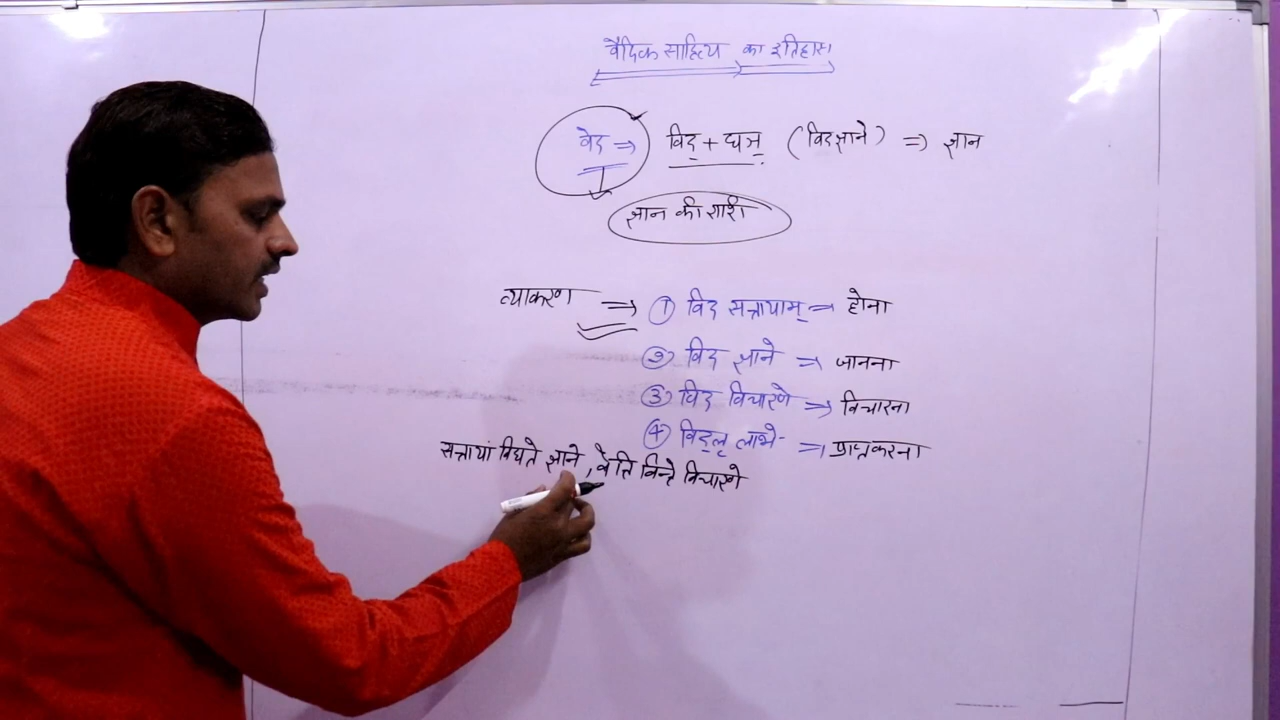 वैदिक साहित्य का इतिहास
वेद ⇒ विद् + घञ् (विद ज्ञाने) ⇒ ज्ञान
ज्ञान की राशी
व्याकरण ⇒ ① विद सत्तायाम् ⇒ होना
② विद ज्ञाने ⇒ जानना
③ विद विचारणे ⇒ विचारना
④ विद्लृ लाभे ⇒ प्राप्त करना
सत्तायां विद्यते ज्ञाने, वेत्ति विन्ते विचारणे